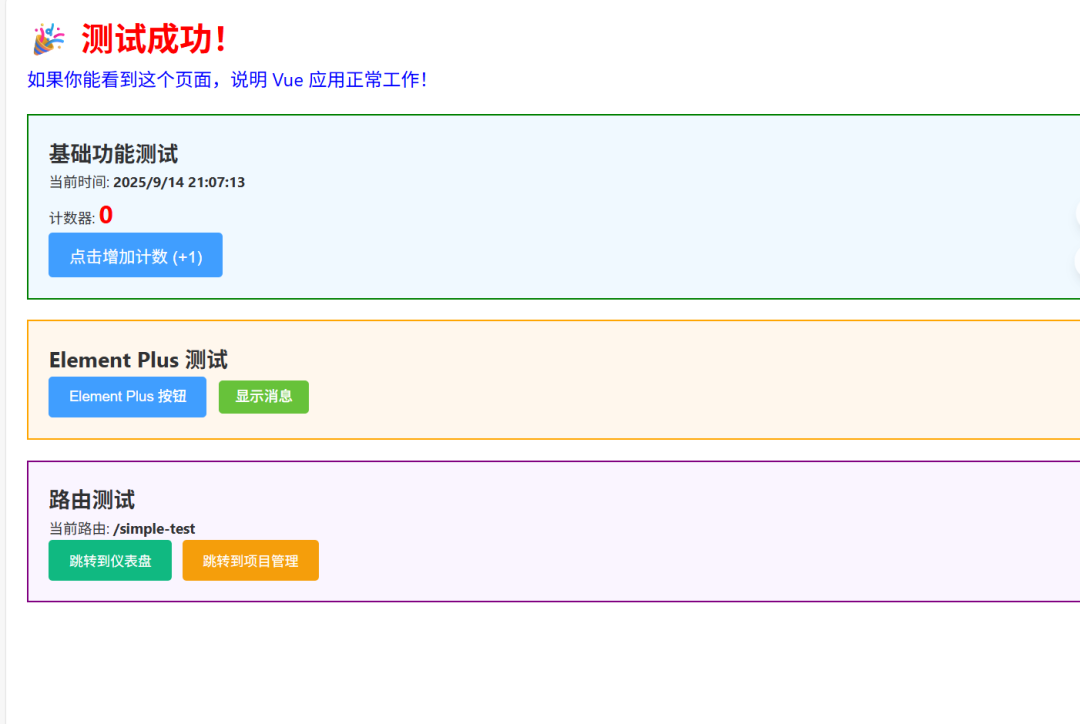 🎉 测试成功！
如果你能看到这个页面，说明 Vue 应用正常工作！
基础功能测试
当前时间: 2025/9/14 21:07:13
计数器: 0
点击增加计数 (+1)
Element Plus 测试
Element Plus 按钮 显示消息
路由测试
当前路由: /simple-test
跳转到仪表盘 跳转到项目管理